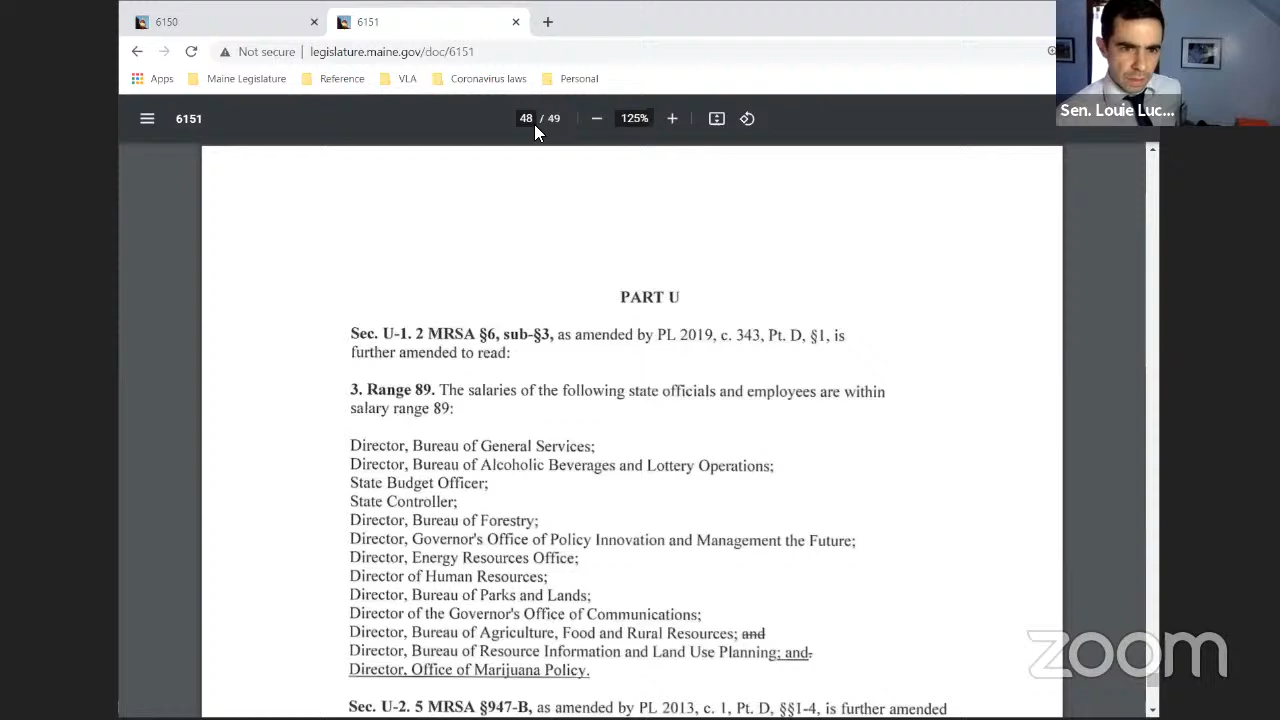 6150
6151
Not secure | legislature.maine.gov/doc/6151
Apps Maine Legislature Reference VLA Coronavirus laws Personal
Sen. Louie Luc...
6151 48 / 49 125%
PART U
Sec. U-1. 2 MRSA §6, sub-§3, as amended by PL 2019, c. 343, Pt. D, §1, is
further amended to read:
3. Range 89. The salaries of the following state officials and employees are within
salary range 89:
Director, Bureau of General Services;
Director, Bureau of Alcoholic Beverages and Lottery Operations;
State Budget Officer;
State Controller;
Director, Bureau of Forestry;
Director, Governor's Office of Policy Innovation and Management the Future;
Director, Energy Resources Office;
Director of Human Resources;
Director, Bureau of Parks and Lands;
Director of the Governor's Office of Communications;
Director, Bureau of Agriculture, Food and Rural Resources; and
Director, Bureau of Resource Information and Land Use Planning; and.
Director, Office of Marijuana Policy.
Sec. U-2. 5 MRSA §947-B, as amended by PL 2013, c. 1, Pt. D, §§1-4, is further amended
zoom